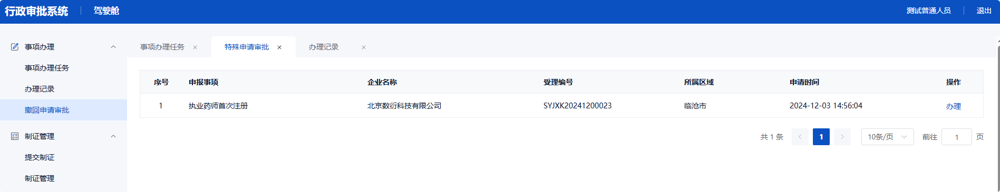 行政审批系统 驾驶舱 测试普通人员 退出
事项办理
事项办理任务
办理记录
撤回申请审批
制证管理
提交制证
制证管理
事项办理任务 × 特殊申请审批 × 办理记录 ×
序号 申报事项 企业名称 受理编号 所属区域 申请时间 操作
1 执业药师首次注册 北京数衍科技有限公司 SYJXK20241200023 临沧市 2024-12-03 14:56:04 办理
共 1 条 1 10条/页 前往 1 页